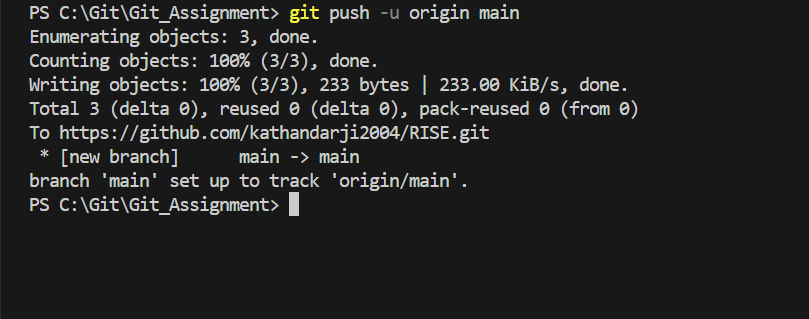 PS C:\Git\Git_Assignment> git push -u origin main
Enumerating objects: 3, done.
Counting objects: 100% (3/3), done.
Writing objects: 100% (3/3), 233 bytes | 233.00 KiB/s, done.
Total 3 (delta 0), reused 0 (delta 0), pack-reused 0 (from 0)
To https://github.com/kathandarji2004/RISE.git
 * [new branch]      main -> main
branch 'main' set up to track 'origin/main'.
PS C:\Git\Git_Assignment>